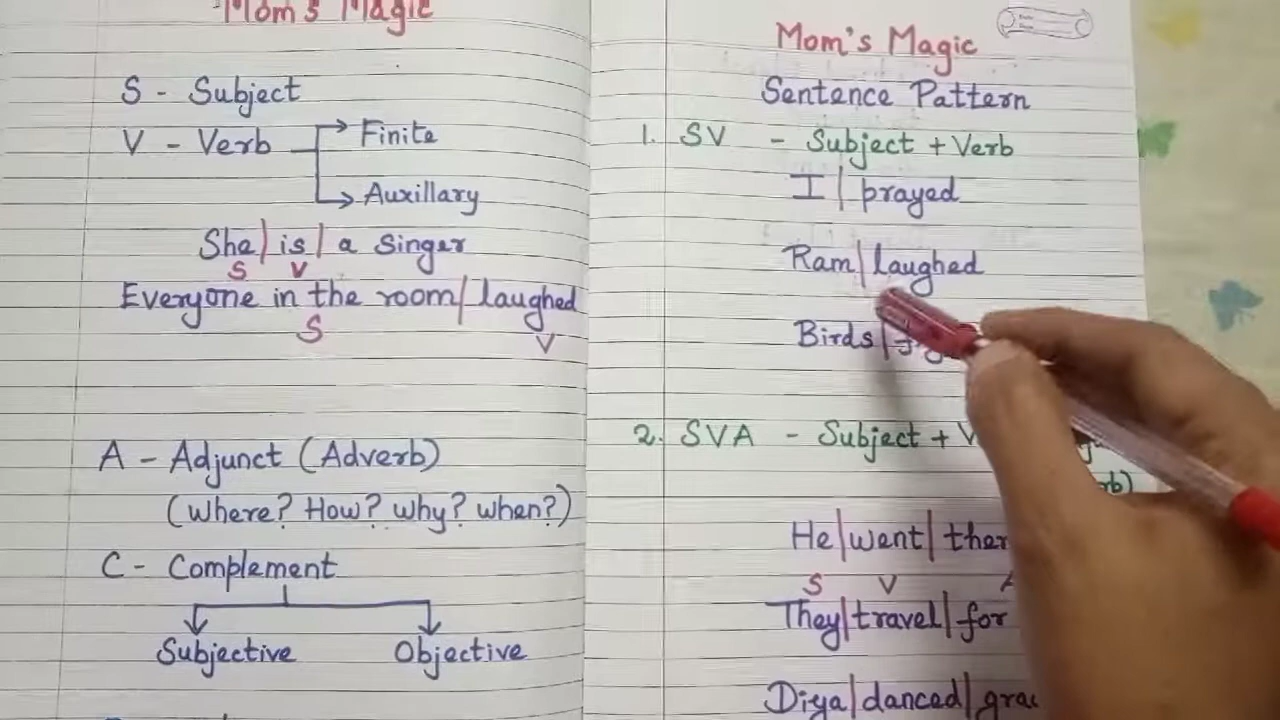 Mom's Magic
S - Subject
V - Verb
Finite
Auxillary
She | is | a singer
S V
Everyone in the room | laughed
S
V
A - Adjunct (Adverb)
(Where? How? why? when?)
C - Complement
Subjective Objective
Mom's Magic
Sentence Pattern
1. SV - Subject + Verb
I | prayed
Ram | laughed
Birds |
2. SVA - Subject +
He | went |
S V
They | travel | for
Diya | danced |